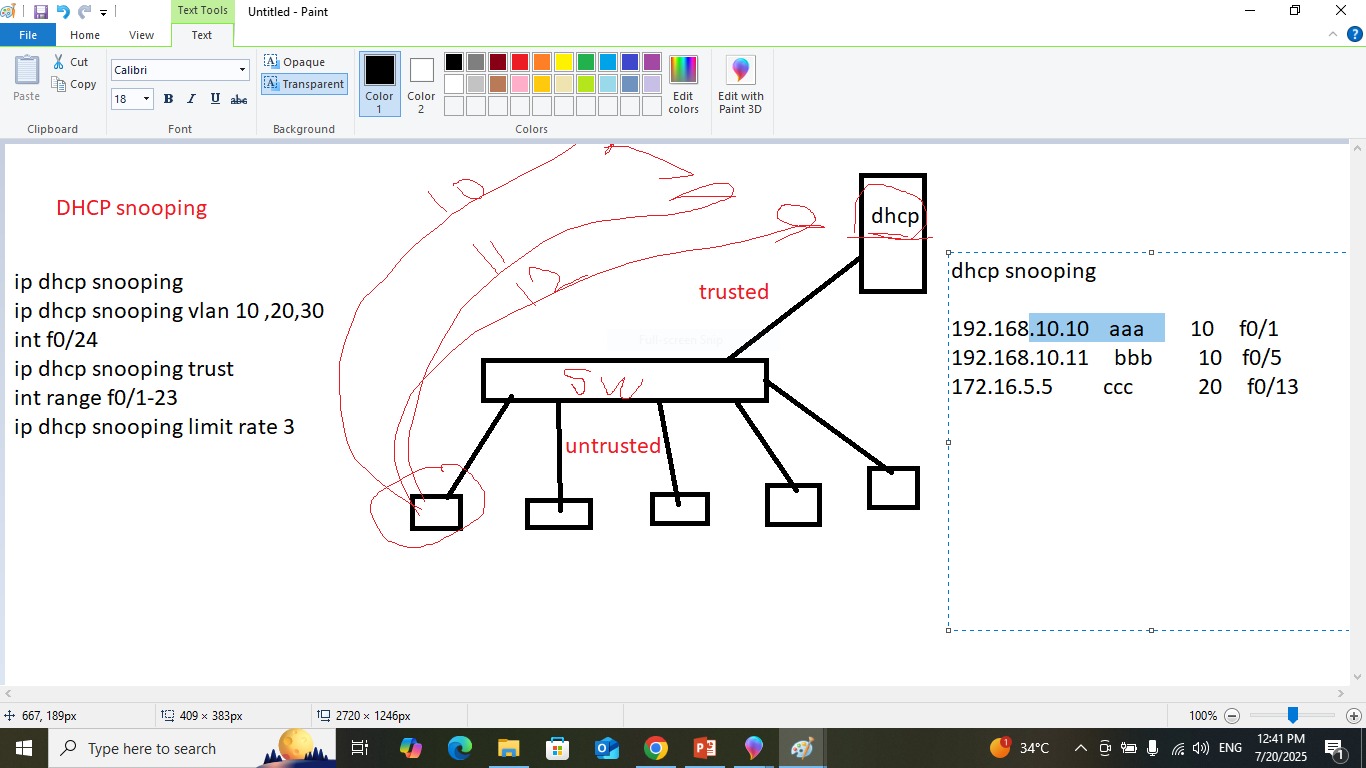 Text Tools
Untitled - Paint
File
Home
View
Text
Paste
Cut
Copy
Clipboard
Calibri
18
B I U abc
Font
Opaque
Transparent
Background
Color 1
Color 2
Edit colors
Colors
Edit with Paint 3D
DHCP snooping
ip dhcp snooping
ip dhcp snooping vlan 10 ,20,30
int f0/24
ip dhcp snooping trust
int range f0/1-23
ip dhcp snooping limit rate 3
dhcp
trusted
SW
untrusted
dhcp snooping
192.168.10.10 aaa 10 f0/1
192.168.10.11 bbb 10 f0/5
172.16.5.5 ccc 20 f0/13
667, 189px
409 × 383px
2720 × 1246px
100%
Type here to search
34°C
ENG
12:41 PM
7/20/2025
1